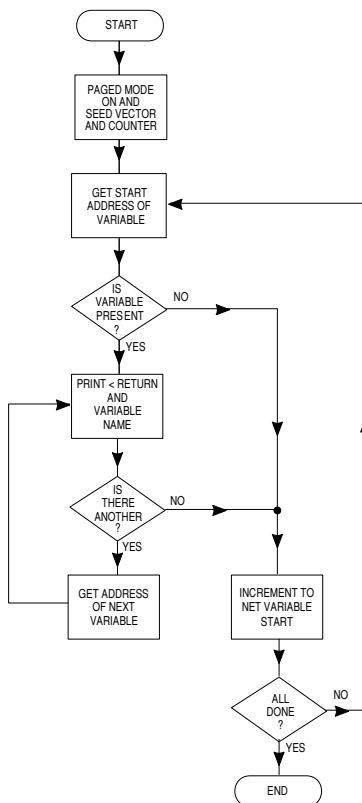 START
PAGED MODE
ON AND
SEED VECTOR
AND COUNTER
GET START
ADDRESS OF
VARIABLE
IS
VARIABLE
PRESENT
?
NO
YES
PRINT < RETURN
AND
VARIABLE
NAME
IS
THERE
ANOTHER
?
NO
YES
GET ADDRESS
OF NEXT
VARIABLE
INCREMENT TO
NET VARIABLE
START
ALL
DONE
?
NO
YES
END